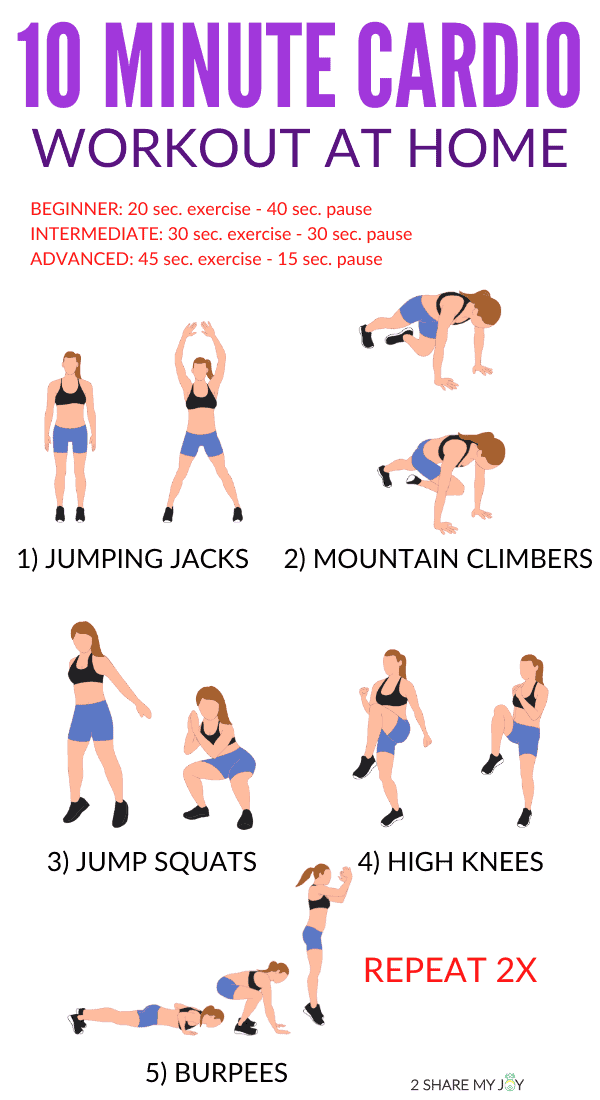 10 MINUTE CARDIO
WORKOUT AT HOME
BEGINNER: 20 sec. exercise - 40 sec. pause
INTERMEDIATE: 30 sec. exercise - 30 sec. pause
ADVANCED: 45 sec. exercise - 15 sec. pause
1) JUMPING JACKS
2) MOUNTAIN CLIMBERS
3) JUMP SQUATS
4) HIGH KNEES
REPEAT 2X
5) BURPEES
2 SHARE MY JOY